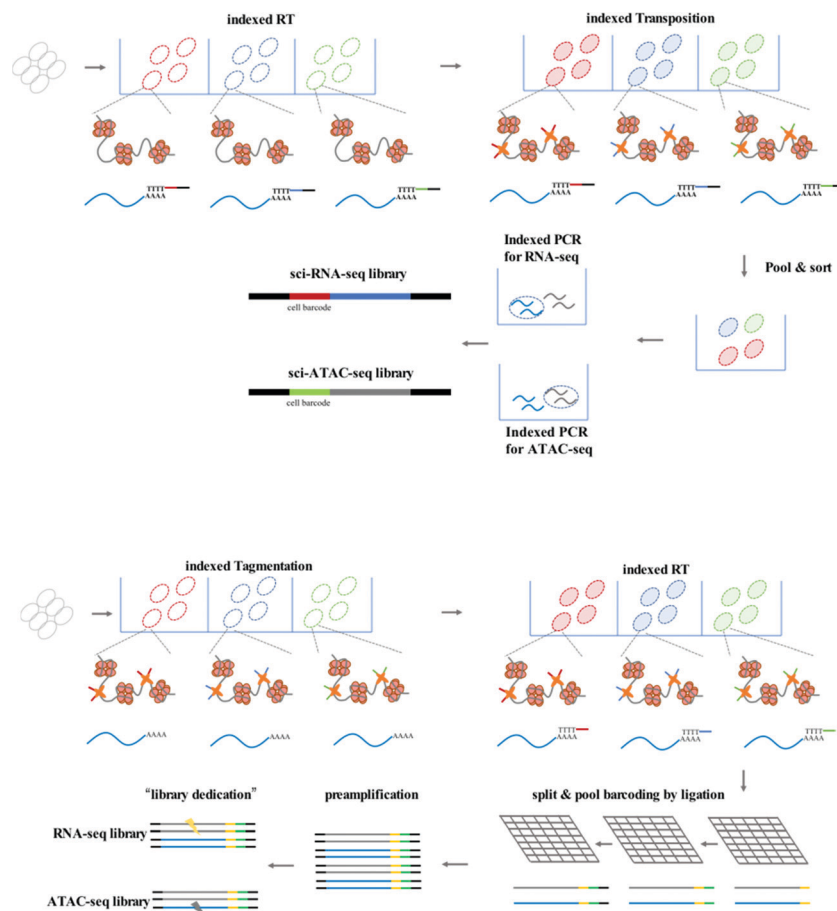 indexed RT
indexed Transposition
TTTT
AAAA
TTTT
AAAA
TTTT
AAAA
TTTT
AAAA
TTTT
AAAA
TTTT
AAAA
Indexed PCR
for RNA-seq
Pool & sort
sci-RNA-seq library
cell barcode
sci-ATAC-seq library
cell barcode
Indexed PCR
for ATAC-seq
indexed Tagmentation
indexed RT
AAAA
AAAA
AAAA
TTTT
AAAA
TTTT
AAAA
TTTT
AAAA
“library dedication”
preamplification
split & pool barcoding by ligation
RNA-seq library
ATAC-seq library